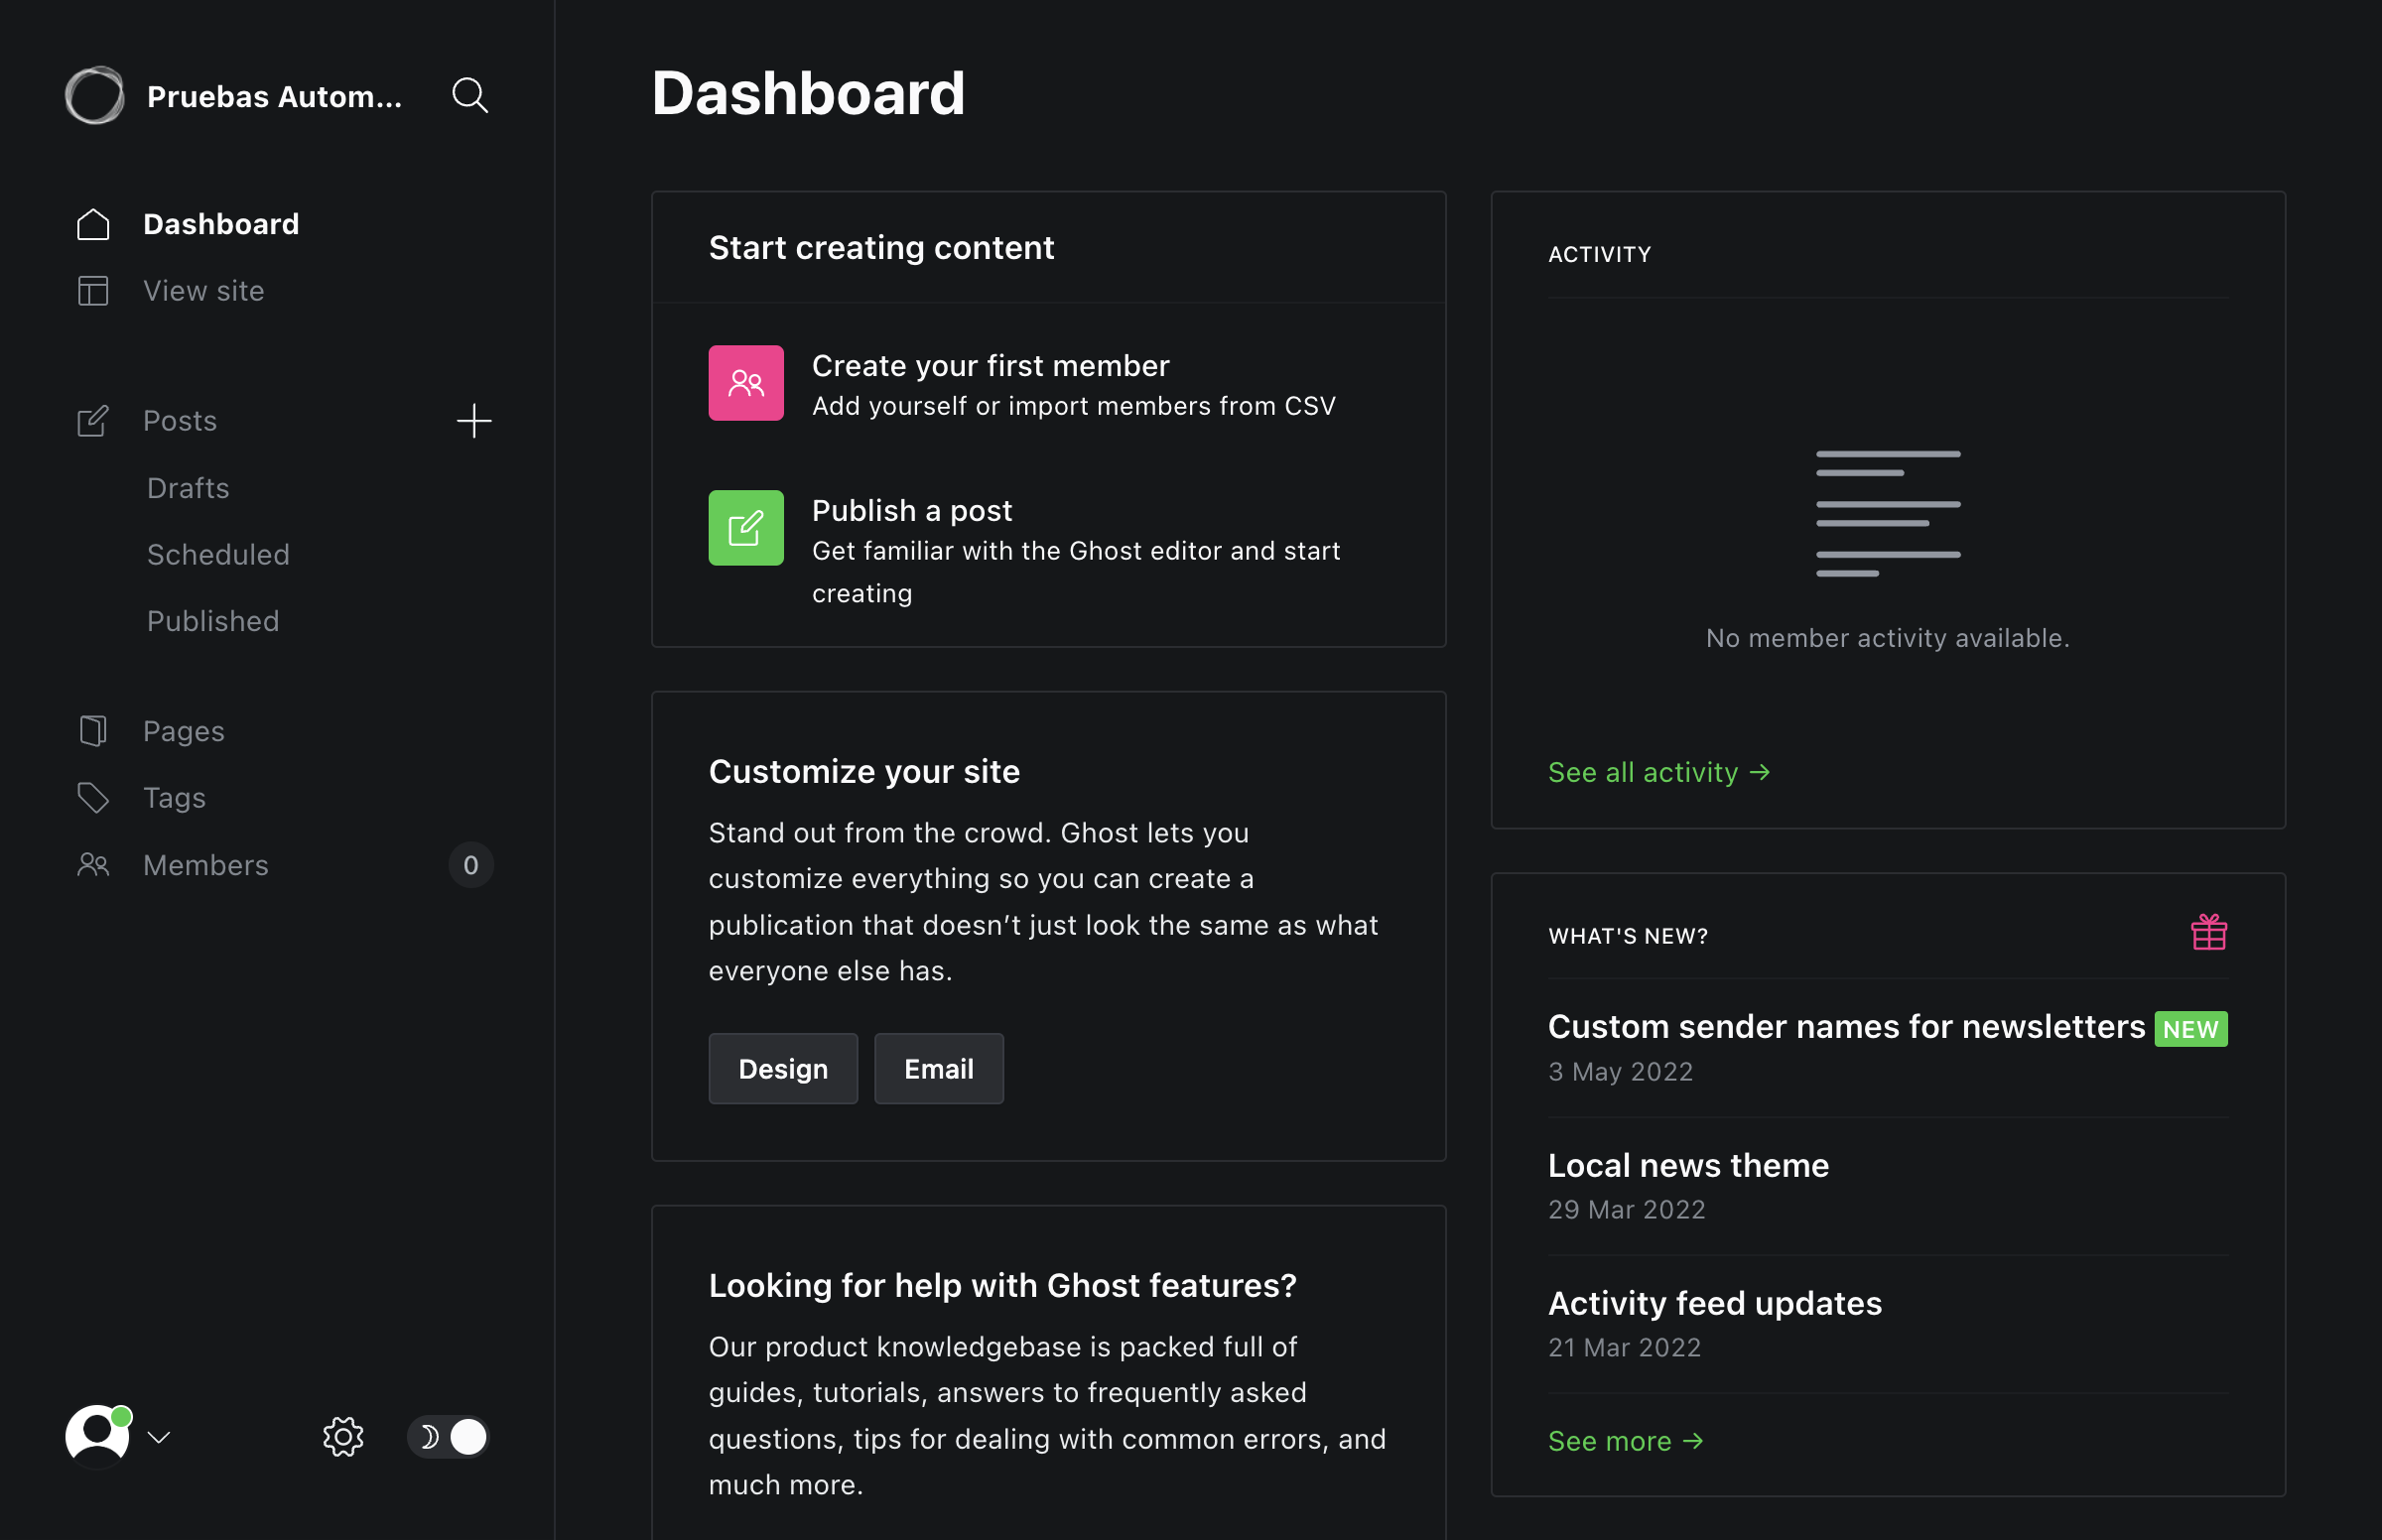 Pruebas Autom...
Dashboard
View site
Posts
Drafts
Scheduled
Published
Pages
Tags
Members
0
Dashboard
Start creating content
Create your first member
Add yourself or import members from CSV
Publish a post
Get familiar with the Ghost editor and start
creating
Customize your site
Stand out from the crowd. Ghost lets you
customize everything so you can create a
publication that doesn’t just look the same as what
everyone else has.
Design
Email
Looking for help with Ghost features?
Our product knowledgebase is packed full of
guides, tutorials, answers to frequently asked
questions, tips for dealing with common errors, and
much more.
ACTIVITY
No member activity available.
See all activity →
WHAT'S NEW?
Custom sender names for newsletters NEW
3 May 2022
Local news theme
29 Mar 2022
Activity feed updates
21 Mar 2022
See more →